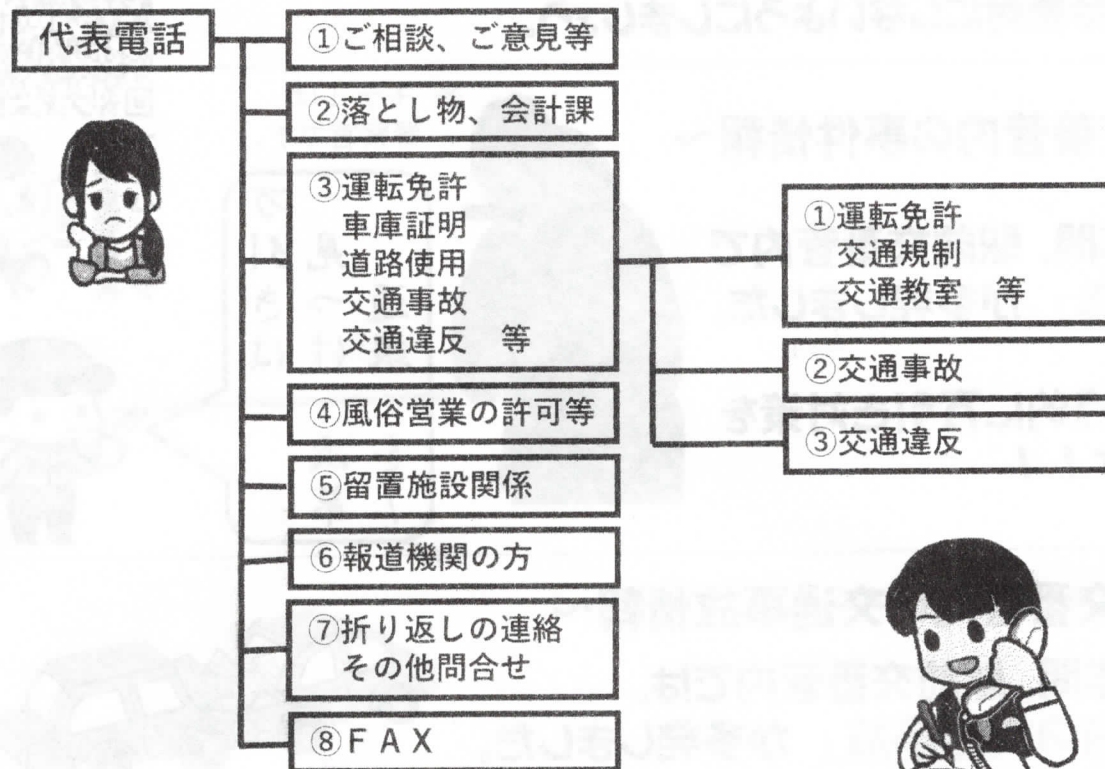 代表電話
①ご相談、ご意見等
②落とし物、会計課
③運転免許
車庫証明
道路使用
交通事故
交通違反　等
④風俗営業の許可等
⑤留置施設関係
⑥報道機関の方
⑦折り返しの連絡
その他問合せ
⑧ＦＡＸ
①運転免許
交通規制
交通教室　等
②交通事故
③交通違反